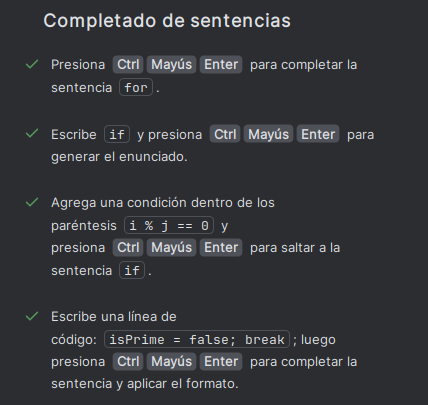 Completado de sentencias
Presiona Ctrl Mayús Enter para completar la
sentencia for .
Escribe if y presiona Ctrl Mayús Enter para
generar el enunciado.
Agrega una condición dentro de los
paréntesis i % j == 0 y
presiona Ctrl Mayús Enter para saltar a la
sentencia if .
Escribe una línea de
código: isPrime = false; break ; luego
presiona Ctrl Mayús Enter para completar la
sentencia y aplicar el formato.